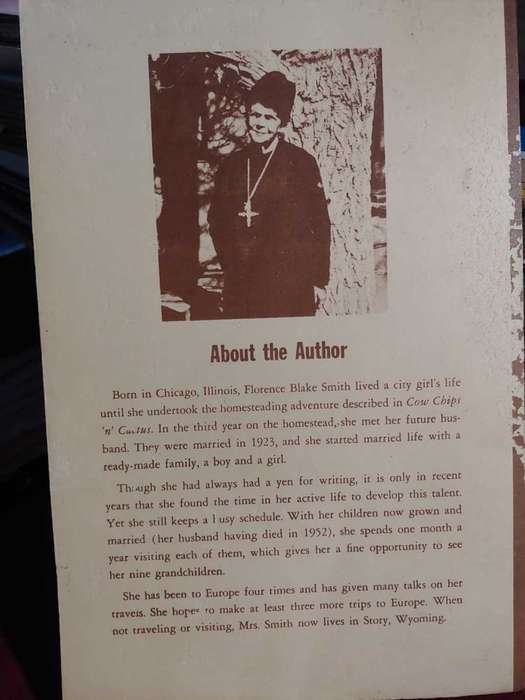 About the Author
Born in Chicago, Illinois, Florence Blake Smith lived a city girl's life
until she undertook the homesteading adventure described in Cow Chips
'n' Cactus. In the third year on the homestead, she met her future hus-
band. They were married in 1923, and she started married life with a
ready-made family, a boy and a girl.
Though she had always had a yen for writing, it is only in recent
years that she found the time in her active life to develop this talent.
Yet she still keeps a busy schedule. With her children now grown and
married (her husband having died in 1952), she spends one month a
year visiting each of them, which gives her a fine opportunity to see
her nine grandchildren.
She has been to Europe four times and has given many talks on her
travels. She hopes to make at least three more trips to Europe. When
not traveling or visiting, Mrs. Smith now lives in Story, Wyoming.